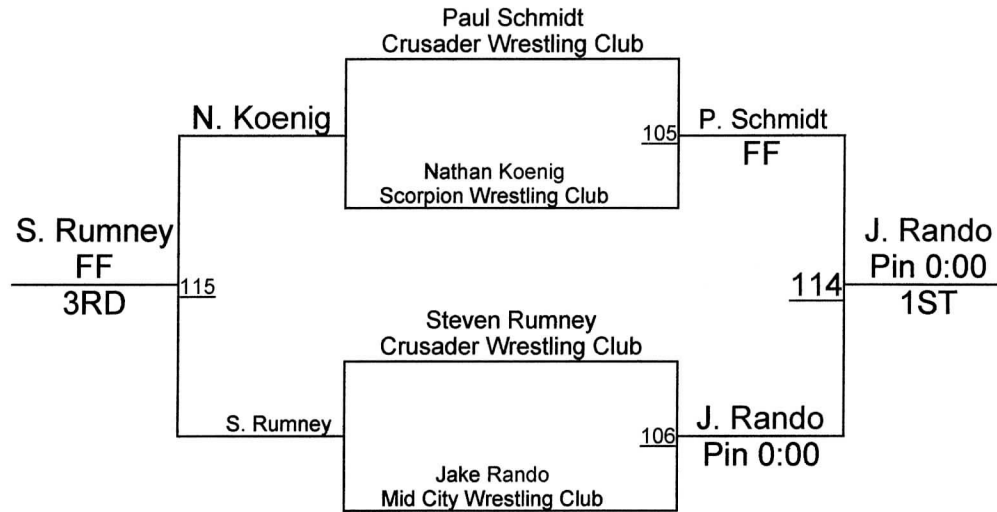 Paul Schmidt
Crusader Wrestling Club
N. Koenig
105
P. Schmidt
FF
Nathan Koenig
Scorpion Wrestling Club
S. Rumney
FF
3RD
115
J. Rando
Pin 0:00
1ST
114
Steven Rumney
Crusader Wrestling Club
S. Rumney
106
J. Rando
Pin 0:00
Jake Rando
Mid City Wrestling Club